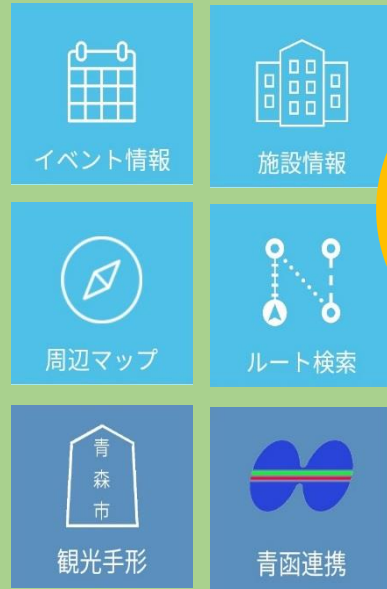 イベント情報
施設情報
周辺マップ
ルート検索
青
森
市
観光手形
青函連携